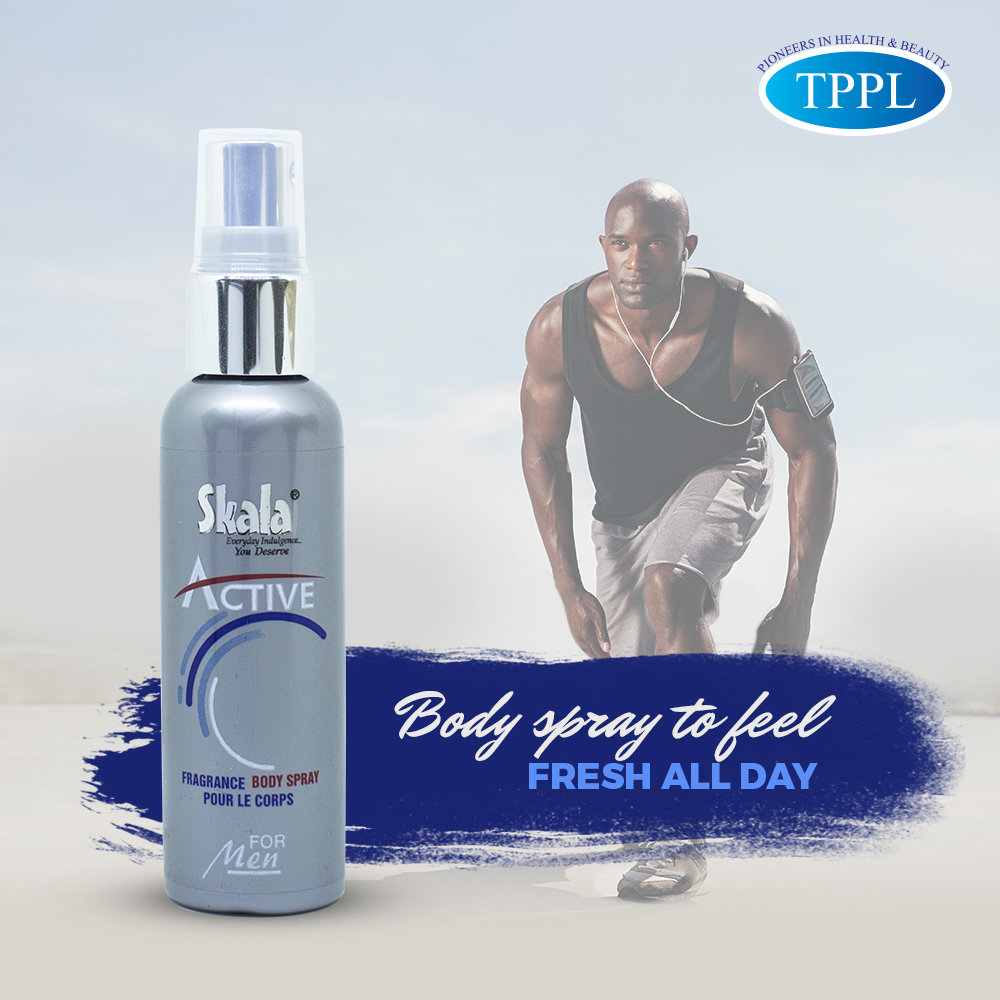 PIONEERS IN HEALTH & BEAUTY
TPPL
Skala®
Everyday Indulgence..
You Deserve
ACTIVE
FRAGRANCE BODY SPRAY
POUR LE CORPS
FOR
Men
Body spray to feel
FRESH ALL DAY